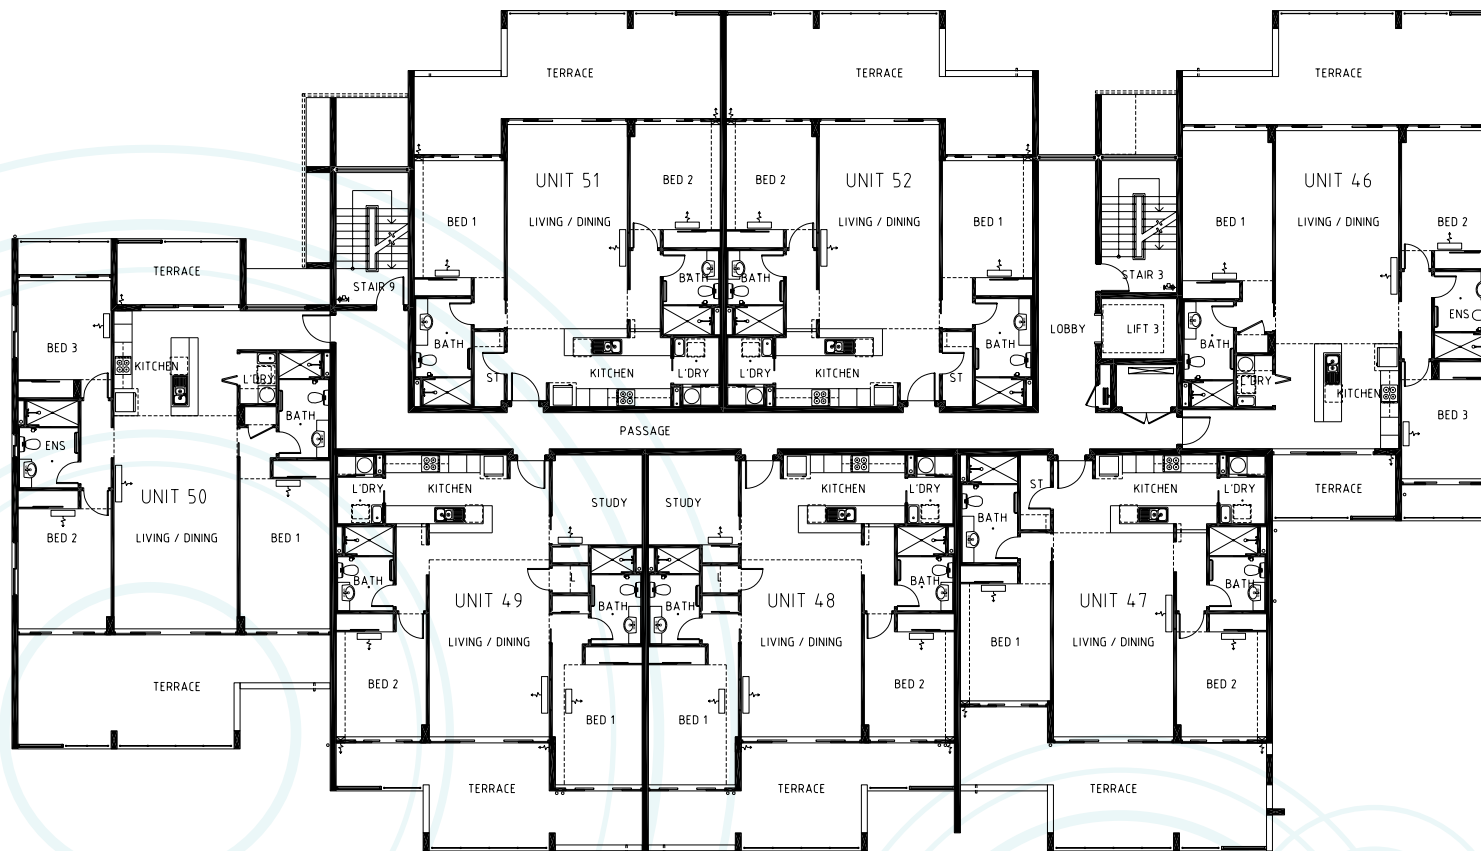 TERRACE
TERRACE
TERRACE
UNIT 51
BED 2
BED 2
UNIT 52
UNIT 46
BED 1
LIVING / DINING
LIVING / DINING
BED 1
BED 1
LIVING / DINING
BED 2
TERRACE
STAIR 9
BATH
BATH
STAIR 3
BED 3
BATH
BATH
LOBBY
LIFT 3
BATH
ENS
KITCHEN
L'DRY
ST
KITCHEN
L'DRY
L'DRY
KITCHEN
ST
L'DRY
KITCHEN
BATH
BED 3
ENS
PASSAGE
UNIT 50
L'DRY
KITCHEN
STUDY
STUDY
KITCHEN
L'DRY
BATH
ST
KITCHEN
L'DRY
TERRACE
BED 2
LIVING / DINING
BED 1
BATH
L
BATH
BATH
L
BATH
BATH
UNIT 49
UNIT 48
UNIT 47
LIVING / DINING
LIVING / DINING
BED 1
LIVING / DINING
TERRACE
BED 2
BED 1
BED 1
BED 2
BED 2
TERRACE
TERRACE
TERRACE